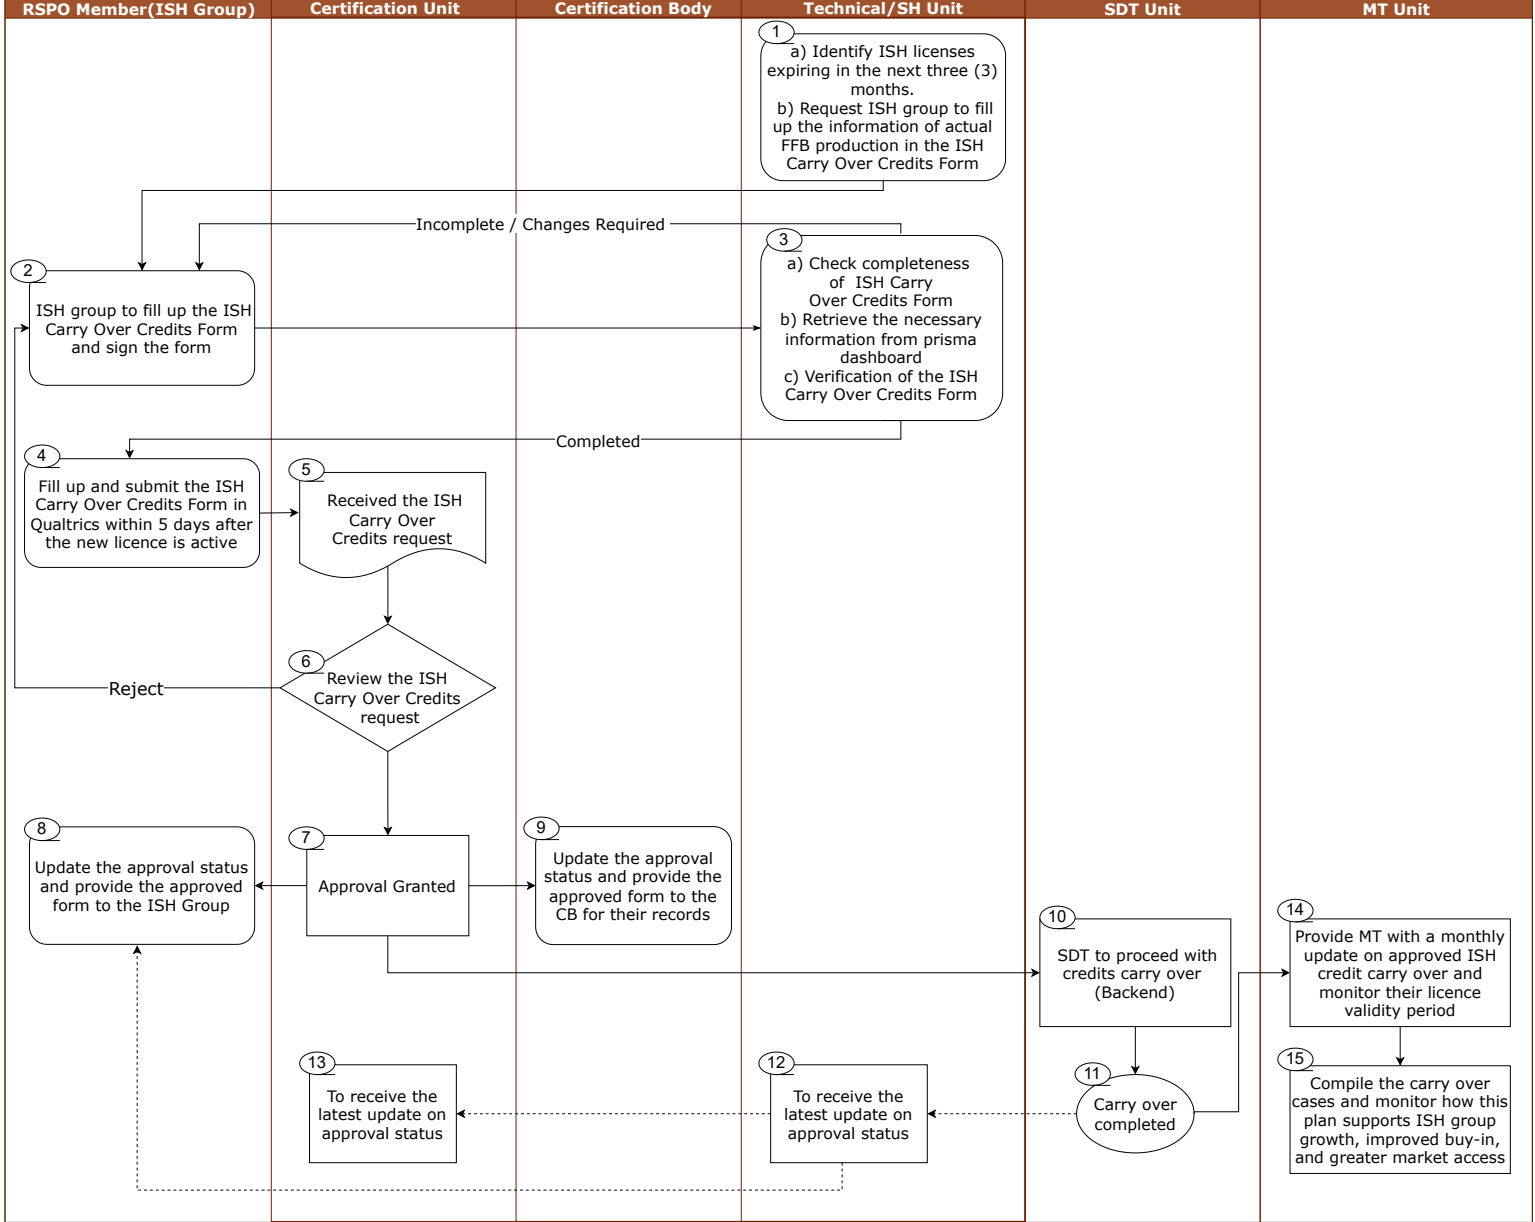 RSPO Member(ISH Group)
Certification Unit
Certification Body
Technical/SH Unit
SDT Unit
MT Unit
1
a) Identify ISH licenses
expiring in the next three (3)
months.
b) Request ISH group to fill
up the information of actual
FFB production in the ISH
Carry Over Credits Form
Incomplete / Changes Required
2
ISH group to fill up the ISH
Carry Over Credits Form
and sign the form
3
a) Check completeness
of ISH Carry
Over Credits Form
b) Retrieve the necessary
information from prisma
dashboard
c) Verification of the ISH
Carry Over Credits Form
Completed
4
Fill up and submit the ISH
Carry Over Credits Form in
Qualtrics within 5 days after
the new licence is active
5
Received the ISH
Carry Over
Credits request
6
Review the ISH
Carry Over Credits
request
Reject
7
Approval Granted
8
Update the approval status
and provide the approved
form to the ISH Group
9
Update the approval
status and provide the
approved form to the
CB for their records
10
SDT to proceed with
credits carry over
(Backend)
11
Carry over
completed
12
To receive the
latest update on
approval status
13
To receive the
latest update on
approval status
14
Provide MT with a monthly
update on approved ISH
credit carry over and
monitor their licence
validity period
15
Compile the carry over
cases and monitor how this
plan supports ISH group
growth, improved buy-in,
and greater market access